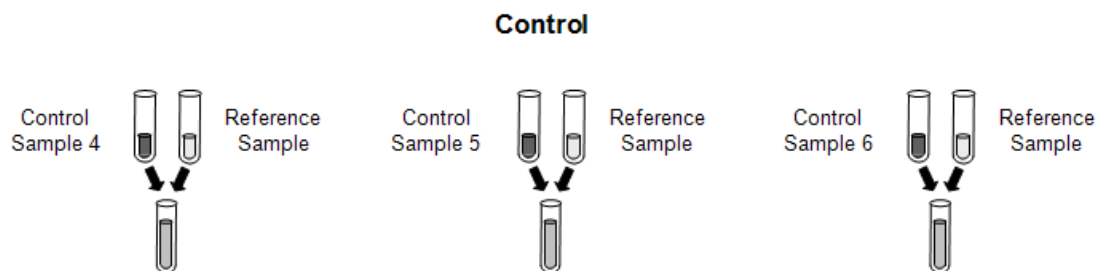 Control
Control
Sample 4
Reference
Sample
Control
Sample 5
Reference
Sample
Control
Sample 6
Reference
Sample